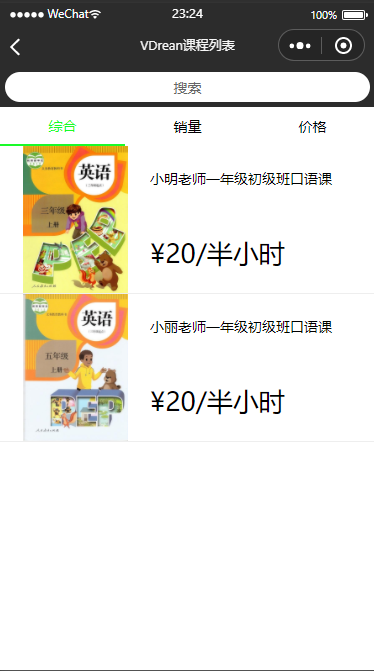 WeChat 23:24 100%
VDrean课程列表
搜索
综合 销量 价格
英语
三年级
上册
PEP
小明老师一年级初级班口语课
¥20/半小时
英语
五年级
上册
PEP
小丽老师一年级初级班口语课
¥20/半小时